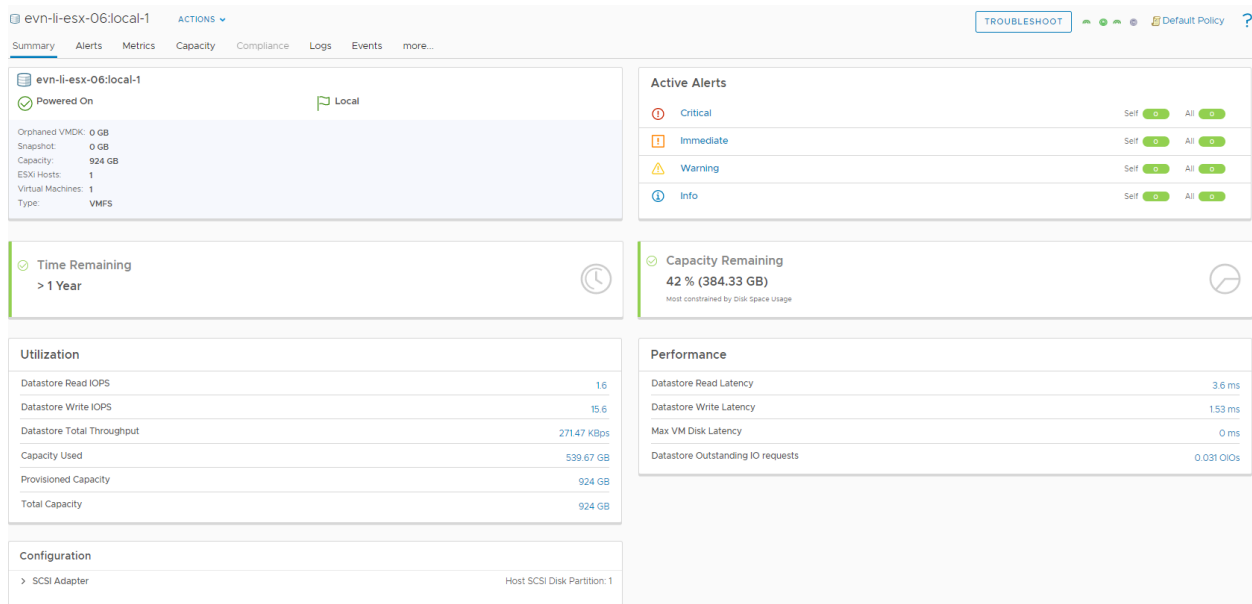 evn-li-esx-06:local-1 ACTIONS TROUBLESHOOT Default Policy ?
Summary Alerts Metrics Capacity Compliance Logs Events more...
evn-li-esx-06:local-1
Powered On Local
Orphaned VMDK: 0 GB
Snapshot: 0 GB
Capacity: 924 GB
ESXi Hosts: 1
Virtual Machines: 1
Type: VMFS
Active Alerts
Critical Self 0 All 0
Immediate Self 0 All 0
Warning Self 0 All 0
Info Self 0 All 0
Time Remaining
> 1 Year
Capacity Remaining
42 % (384.33 GB)
Most constrained by Disk Space Usage
Utilization
Datastore Read IOPS 1.6
Datastore Write IOPS 15.6
Datastore Total Throughput 271.47 KBps
Capacity Used 539.67 GB
Provisioned Capacity 924 GB
Total Capacity 924 GB
Performance
Datastore Read Latency 3.6 ms
Datastore Write Latency 1.53 ms
Max VM Disk Latency 0 ms
Datastore Outstanding IO requests 0.031 OIOs
Configuration
SCSI Adapter Host SCSI Disk Partition: 1